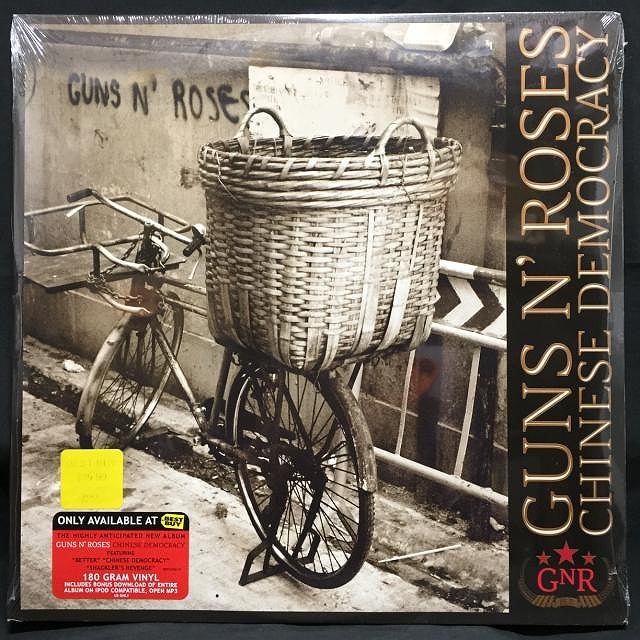 GUNS N' ROSES
GUNS N' ROSES
CHINESE DEMOCRACY
GNR
ONLY AVAILABLE AT BEST BUY
THE HIGHLY ANTICIPATED NEW ALBUM
GUNS N' ROSES CHINESE DEMOCRACY
FEATURING
"BETTER" "CHINESE DEMOCRACY"
"SHACKLER'S REVENGE"
180 GRAM VINYL
INCLUDES BONUS DOWNLOAD OF ENTIRE
ALBUM ON IPOD COMPATIBLE, OPEN MP3
US ONLY